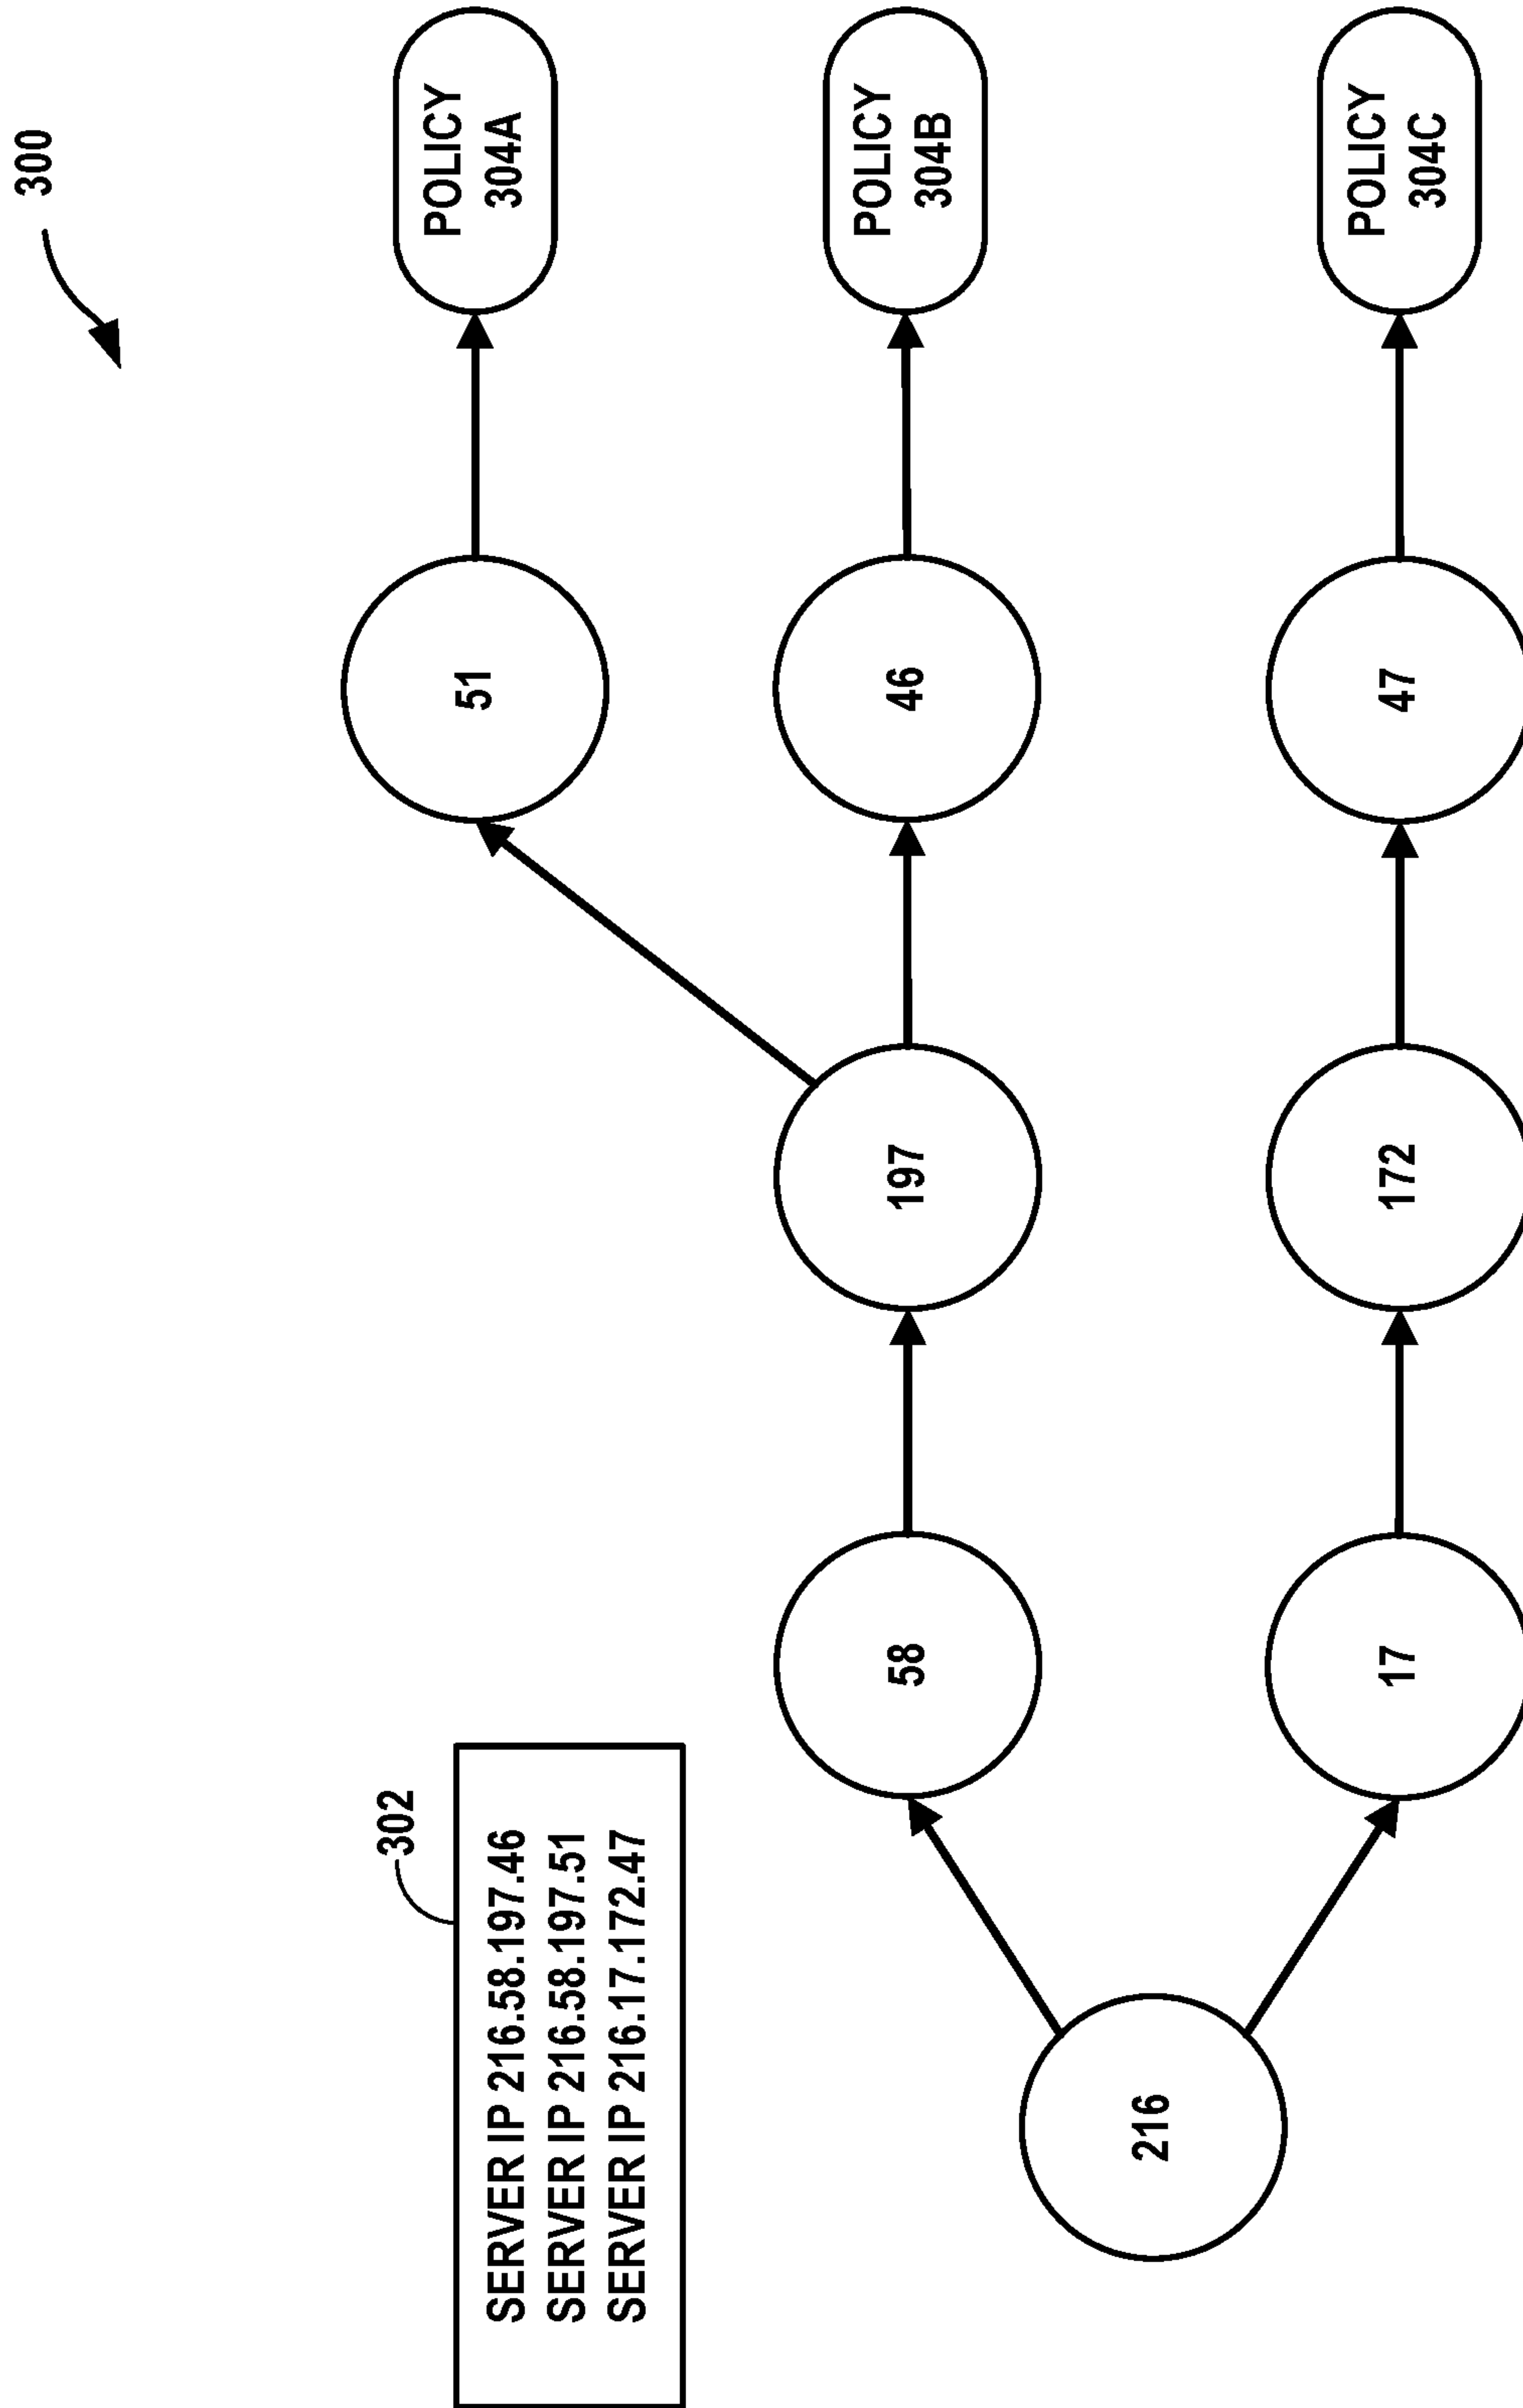 300
302
SERVER IP 216.58.197.46
SERVER IP 216.58.197.51
SERVER IP 216.17.172.47
51
POLICY
304A
216
58
197
46
POLICY
304B
17
172
47
POLICY
304C